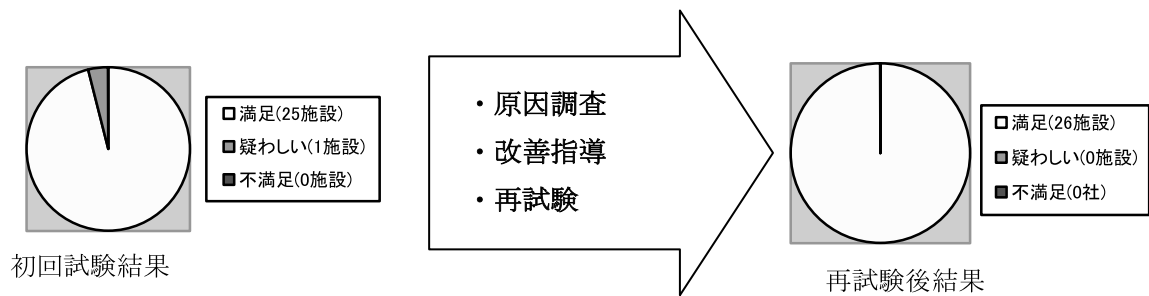 □満足(25施設)
■疑わしい(1施設)
■不満足(0施設)
初回試験結果
・原因調査
・改善指導
・再試験
□満足(26施設)
■疑わしい(0施設)
■不満足(0社)
再試験後結果